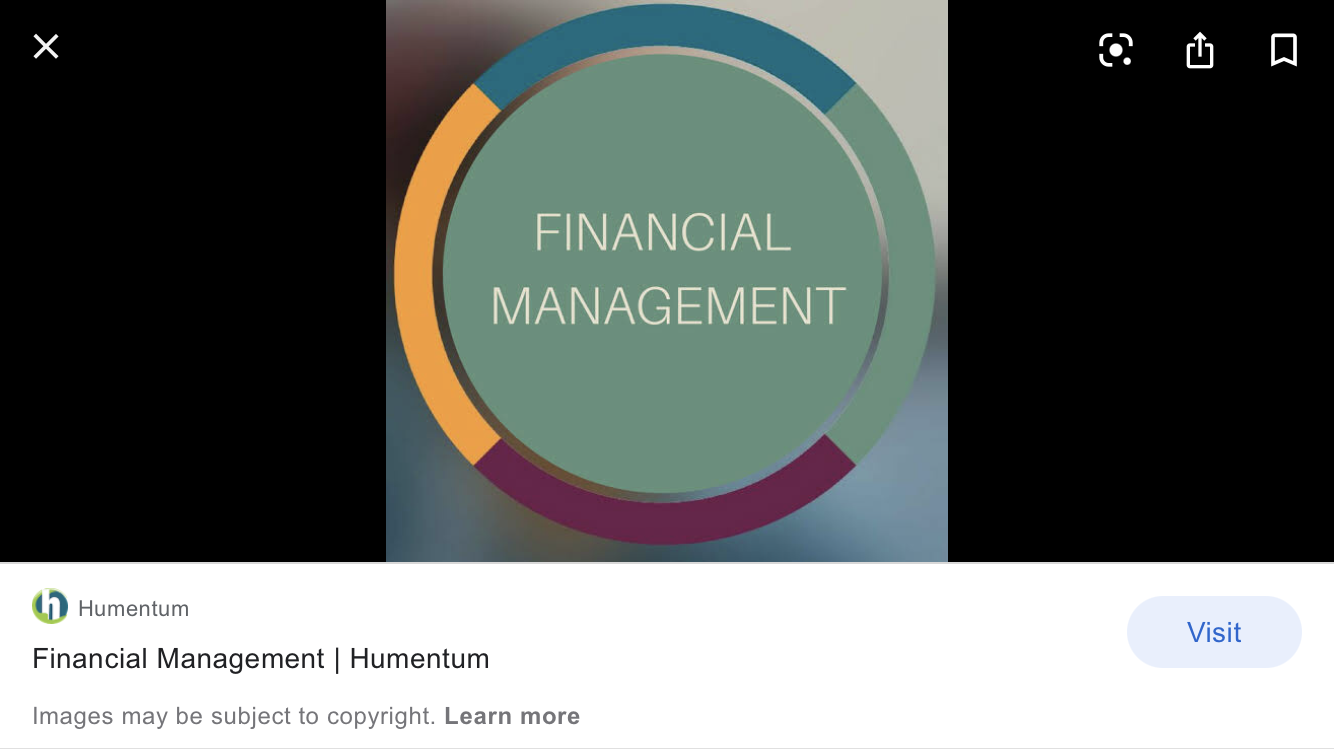 FINANCIAL
MANAGEMENT
Humentum
Visit
Financial Management | Humentum
Images may be subject to copyright. Learn more